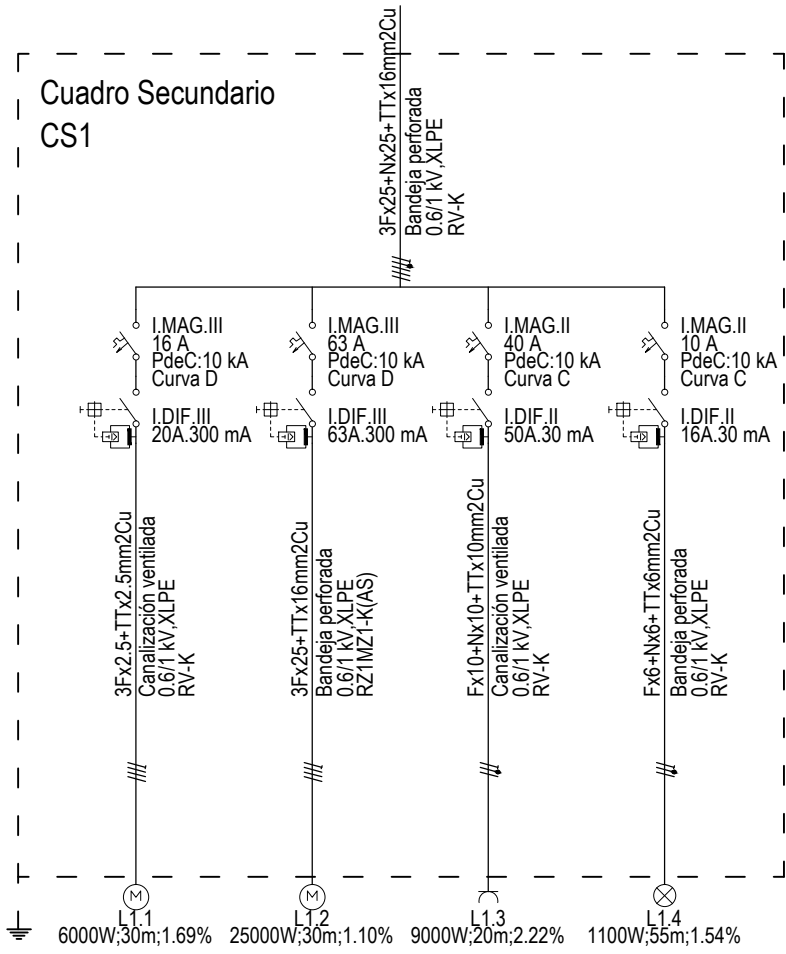 Cuadro Secundario
CS1
3Fx25+Nx25+TTx16mm2Cu
Bandeja perforada
0.6/1 kV,XLPE
RV-K
I.MAG.III
16 A
PdeC:10 kA
Curva D
I.DIF.III
20A.300 mA
3Fx2.5+TTx2.5mm2Cu
Canalización ventilada
0.6/1 kV,XLPE
RV-K
M
L1.1
6000W;30m;1.69%
I.MAG.III
63 A
PdeC:10 kA
Curva D
I.DIF.III
63A.300 mA
3Fx25+TTx16mm2Cu
Bandeja perforada
0.6/1 kV,XLPE
RZ1MZ1-K(AS)
M
L1.2
25000W;30m;1.10%
I.MAG.II
40 A
PdeC:10 kA
Curva C
I.DIF.II
50A.30 mA
Fx10+Nx10+TTx10mm2Cu
Canalización ventilada
0.6/1 kV,XLPE
RV-K
L1.3
9000W;20m;2.22%
I.MAG.II
10 A
PdeC:10 kA
Curva C
I.DIF.II
16A.30 mA
Fx6+Nx6+TTx6mm2Cu
Bandeja perforada
0.6/1 kV,XLPE
RV-K
L1.4
1100W;55m;1.54%